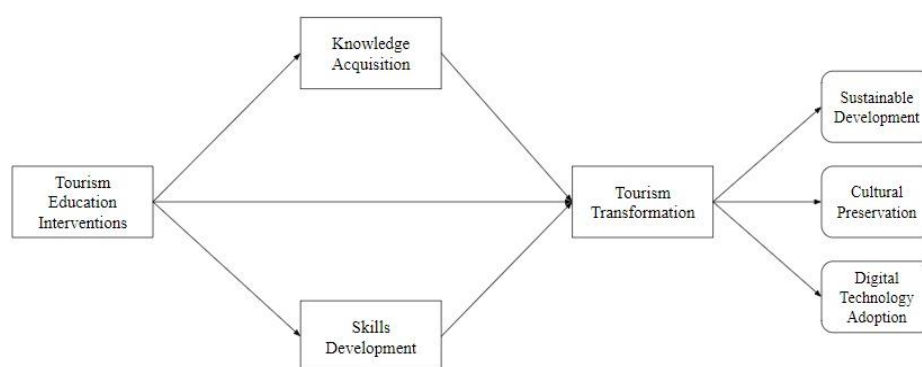 Knowledge
Acquisition
Sustainable
Development
Tourism
Education
Interventions
Tourism
Transformation
Cultural
Preservation
Digital
Technology
Adoption
Skills
Development